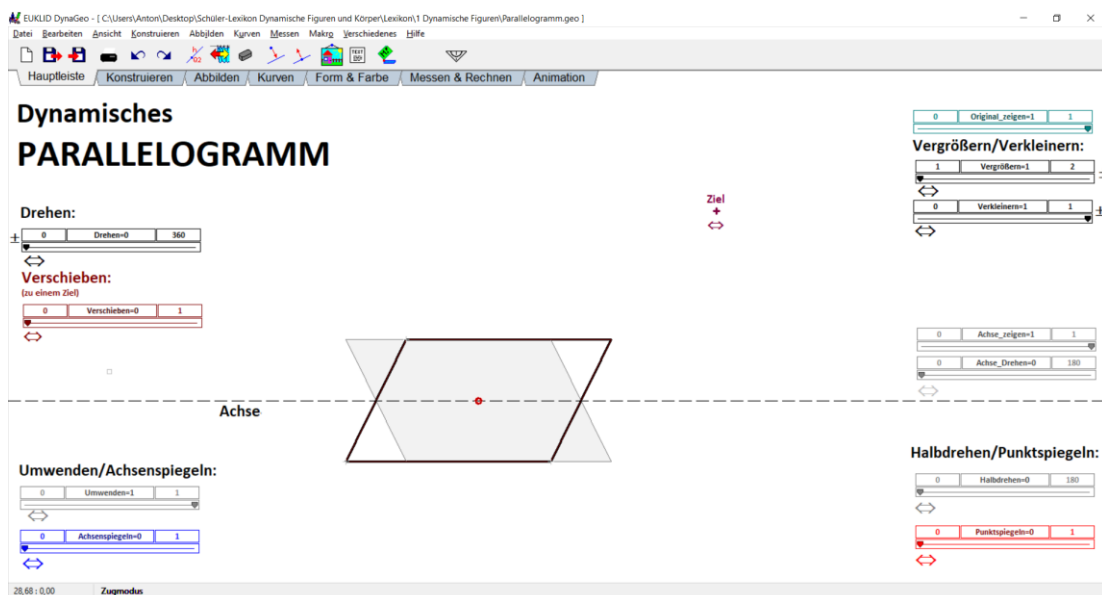 EUKLID DynaGeo - [ C:\Users\Anton\Desktop\Schüler-Lexikon Dynamische Figuren und Körper\Lexikon\1 Dynamische Figuren\Parallelogramm.geo ]
Datei Bearbeiten Ansicht Konstruieren Abbilden Kurven Messen Makro Verschiedenes Hilfe
Hauptleiste Konstruieren Abbilden Kurven Form & Farbe Messen & Rechnen Animation
Dynamisches
PARALLELOGRAMM
0 Original_zeigen=1 1
Vergrößern/Verkleinern:
1 Vergrößern=1 2
0 Verkleinern=1 1
Ziel
Drehen:
0 Drehen=0 360
Verschieben:
(zu einem Ziel)
0 Verschieben=0 1
0 Achse_zeigen=1 1
0 Achse_Drehen=0 180
Achse
Umwenden/Achsenspiegeln:
0 Umwenden=1 1
0 Achsenspiegeln=0 1
Halbdrehen/Punktspiegeln:
0 Halbdrehen=0 180
0 Punktspiegeln=0 1
28,68 : 0,00 Zugmodus